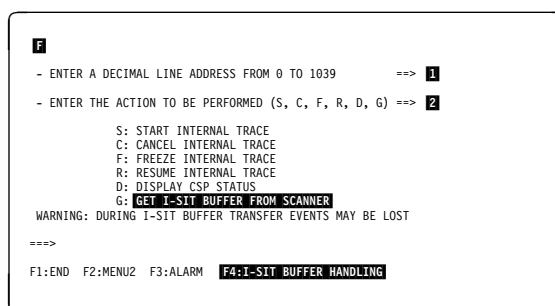 F
- ENTER A DECIMAL LINE ADDRESS FROM 0 TO 1039 ==> 1
- ENTER THE ACTION TO BE PERFORMED (S, C, F, R, D, G) ==> 2
S: START INTERNAL TRACE
C: CANCEL INTERNAL TRACE
F: FREEZE INTERNAL TRACE
R: RESUME INTERNAL TRACE
D: DISPLAY CSP STATUS
G: GET I-SIT BUFFER FROM SCANNER
WARNING: DURING I-SIT BUFFER TRANSFER EVENTS MAY BE LOST
===>
F1:END F2:MENU2 F3:ALARM F4:I-SIT BUFFER HANDLING